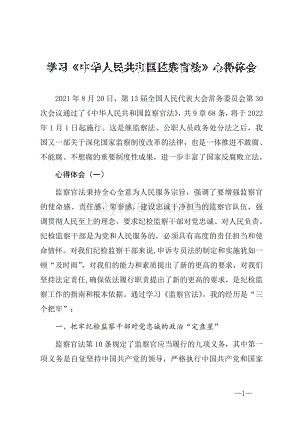 学习《中华人民共和国监察官法》心得体会
2021年8月20日，第13届全国人民代表大会常务委员会第30
次会议通过了《中华人民共和国监察官法》，共9章68条，将于2022
年1月1日起施行。这是继监察法、公职人员政务处分法之后，我
国又一部关于深化国家监察制度改革的法律，也是一体推进不敢腐、
不能腐、不想腐的重要制度性成果，进一步丰富了国家反腐败立法。
心得体会（一）
监察官法秉持全心全意为人民服务宗旨，强调了要增强监察官
的使命感、责任感、荣誉感，建设忠诚干净担当的监察官队伍，强
调贯彻人民至上的理念，要求纪检监察干部对党忠诚、对人民负责。
纪检监察干部是为党和人民服务的，必须具有高度的责任担当和使
命情怀。对我们纪检监察干部来说，申诉专员法的制定和实施犹如一
顿“及时雨”，对我们的能力和素质提出了新的更高的要求，对我们
坚持法定责任，确保依法履行职责提出了新的更高的要求，是纪检监
察工作的指南和根本依据。通过学习《监察官法》，我的经历是“三
个把牢”：
一、把牢纪检监察干部对党忠诚的政治“定盘星”
监察官法第10条规定了监察官应当履行的九项义务，其中第一
项义务是自觉坚持中国共产党的领导，严格执行中国共产党和国家
—1—